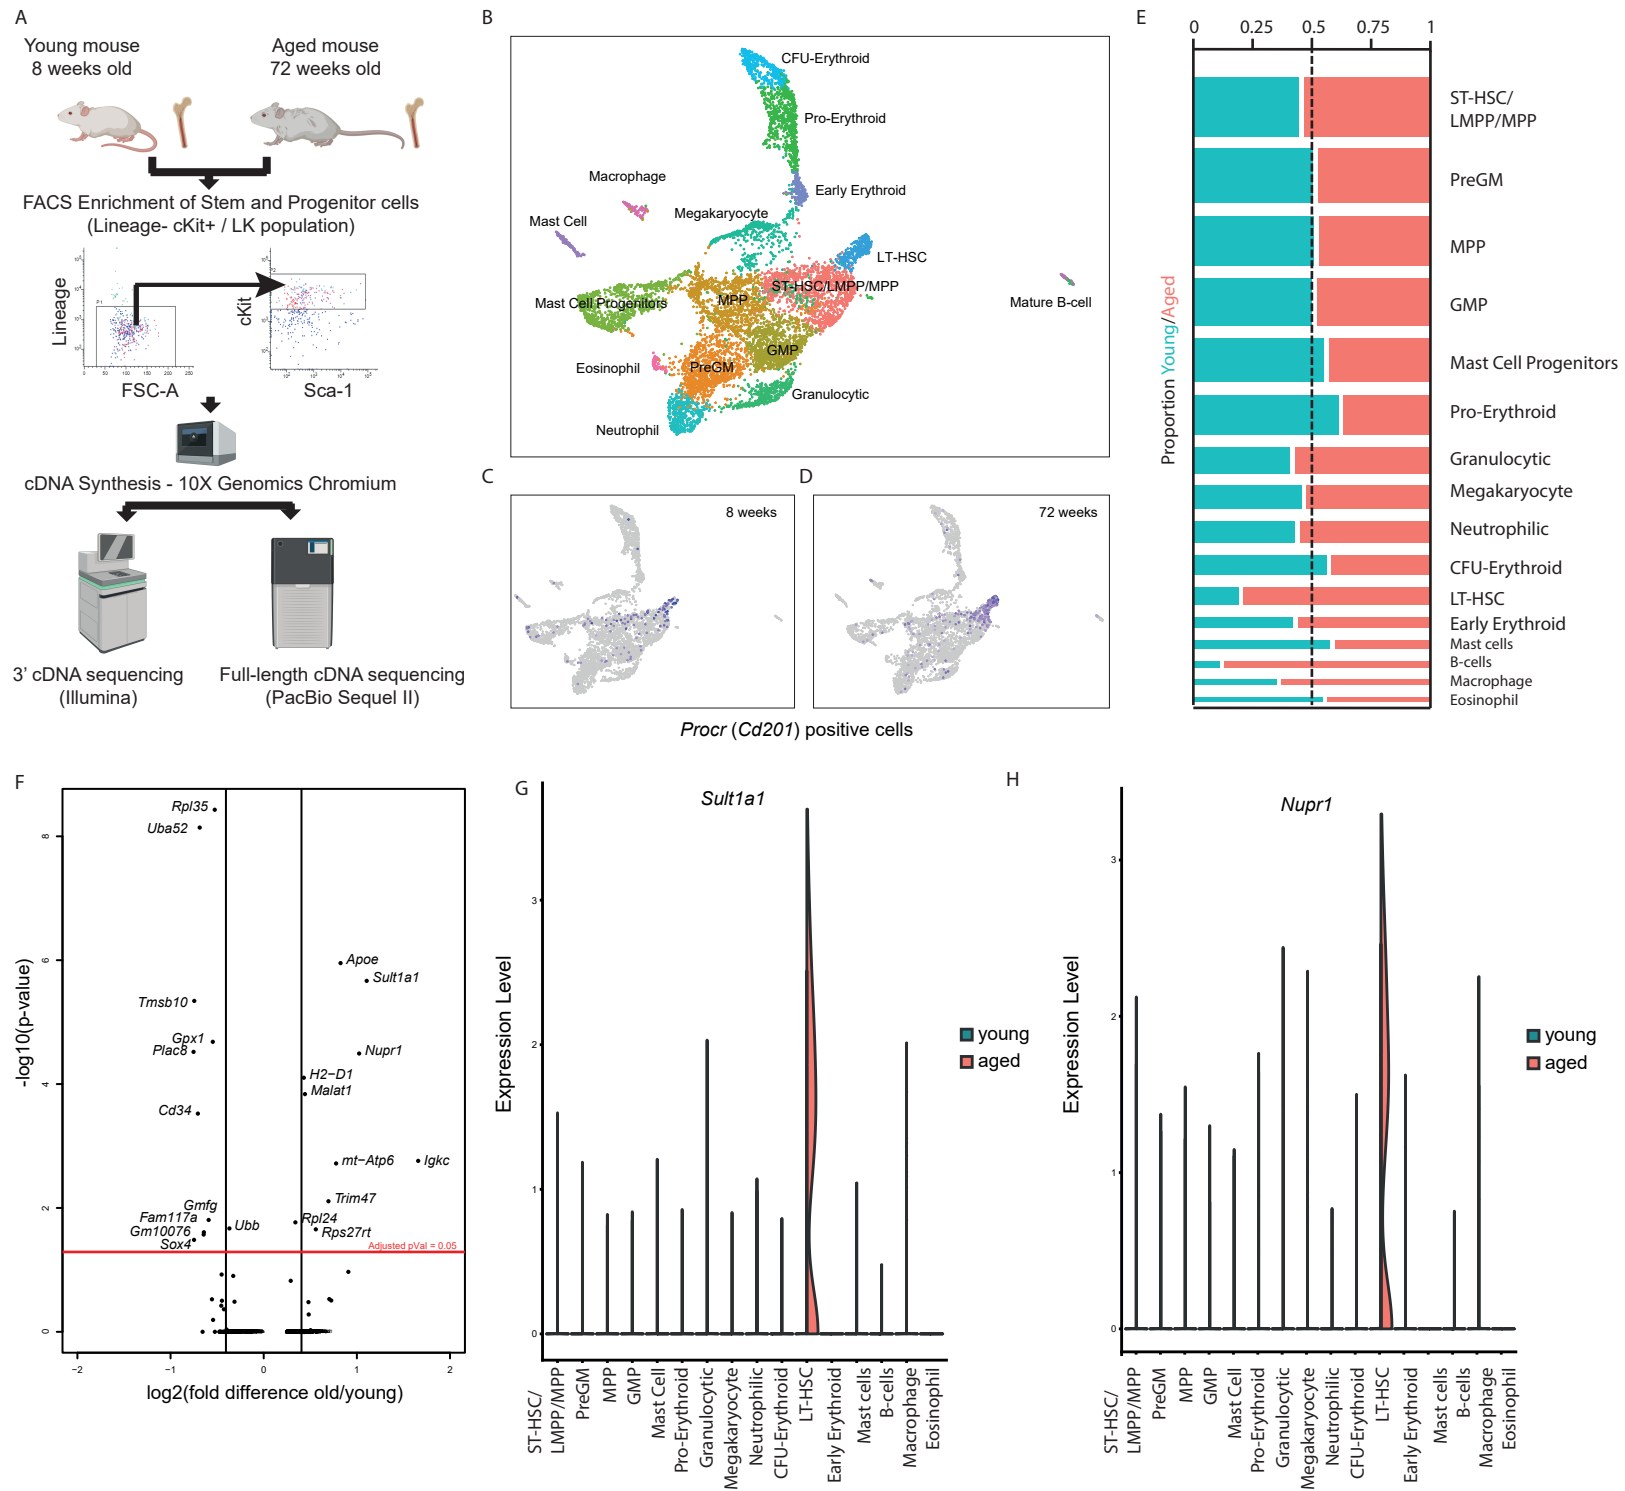 A
Young mouse
8 weeks old
Aged mouse
72 weeks old
FACS Enrichment of Stem and Progenitor cells
(Lineage- cKit+ / LK population)
Lineage
P1
0 50 100 150 200 250
FSC-A
cKit
Sca-1
cDNA Synthesis - 10X Genomics Chromium
3' cDNA sequencing
(Illumina)
Full-length cDNA sequencing
(PacBio Sequel II)
B
CFU-Erythroid
Pro-Erythroid
Early Erythroid
Macrophage
Megakaryocyte
Mast Cell
LT-HSC
ST-HSC/LMPP/MPP
Mast Cell Progenitors
MPP
Mature B-cell
GMP
Eosinophil
PreGM
Granulocytic
Neutrophil
C
8 weeks
D
72 weeks
Procr (Cd201) positive cells
E
0 0.25 0.5 0.75 1
Proportion Young/Aged
ST-HSC/
LMPP/MPP
PreGM
MPP
GMP
Mast Cell Progenitors
Pro-Erythroid
Granulocytic
Megakaryocyte
Neutrophilic
CFU-Erythroid
LT-HSC
Early Erythroid
Mast cells
B-cells
Macrophage
Eosinophil
F
-log10(p-value)
8
6
4
2
0
Rpl35
Uba52
Apoe
Sult1a1
Tmsb10
Gpx1
Plac8
Nupr1
H2−D1
Malat1
Cd34
mt−Atp6
Igkc
Trim47
Gmfg
Fam117a
Gm10076
Sox4
Ubb
Rpl24
Rps27rt
Adjusted pVal = 0.05
−2 −1 0 1 2
log2(fold difference old/young)
G
Sult1a1
Expression Level
3
2
1
0
young
aged
ST-HSC/
LMPP/MPP
PreGM
MPP
GMP
Mast Cell
Pro-Erythroid
Granulocytic
Megakaryocyte
Neutrophilic
CFU-Erythroid
LT-HSC
Early Erythroid
Mast cells
B-cells
Macrophage
Eosinophil
H
Nupr1
Expression Level
3
2
1
0
young
aged
ST-HSC/
LMPP/MPP
PreGM
MPP
GMP
Mast Cell
Pro-Erythroid
Granulocytic
Megakaryocyte
Neutrophilic
CFU-Erythroid
LT-HSC
Early Erythroid
Mast cells
B-cells
Macrophage
Eosinophil